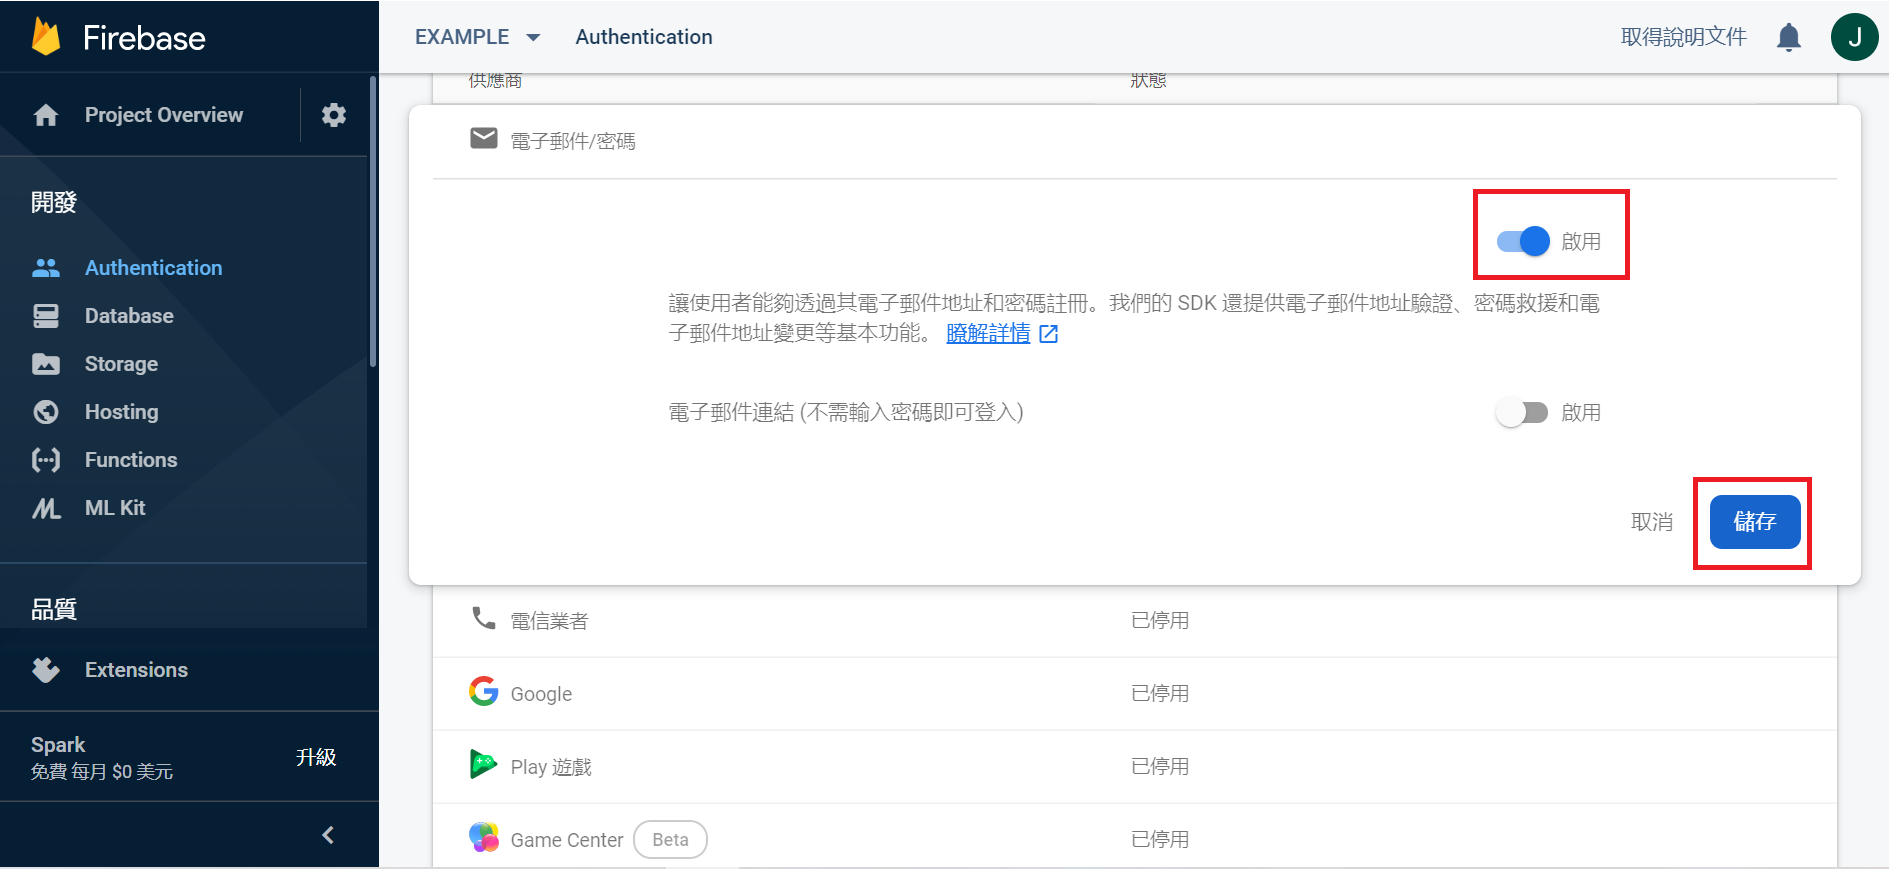 Firebase
EXAMPLE
Authentication
取得說明文件
J
Project Overview
開發
Authentication
Database
Storage
Hosting
Functions
ML Kit
品質
Extensions
Spark
免費 每月 $0 美元
升級
供應商
狀態
電子郵件/密碼
啟用
讓使用者能夠透過其電子郵件地址和密碼註冊。我們的 SDK 還提供電子郵件地址驗證、密碼救援和電
子郵件地址變更等基本功能。 瞭解詳情
電子郵件連結 (不需輸入密碼即可登入)
啟用
取消
儲存
電信業者
已停用
Google
已停用
Play 遊戲
已停用
Game Center
Beta
已停用